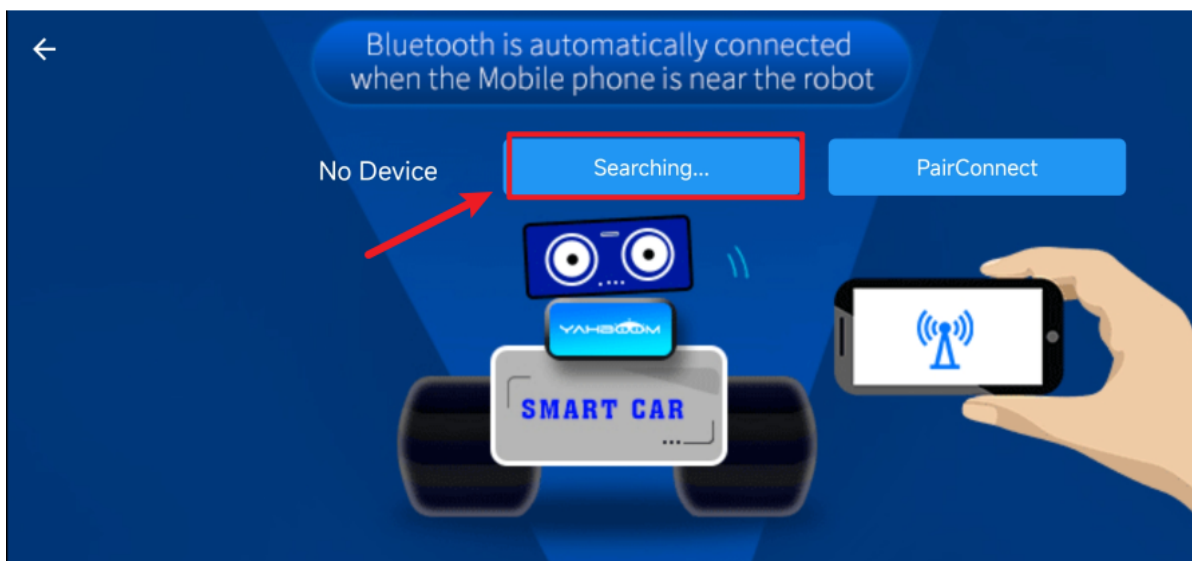 Bluetooth is automatically connected
when the Mobile phone is near the robot
No Device
Searching...
PairConnect
YAHBOOM
SMART CAR